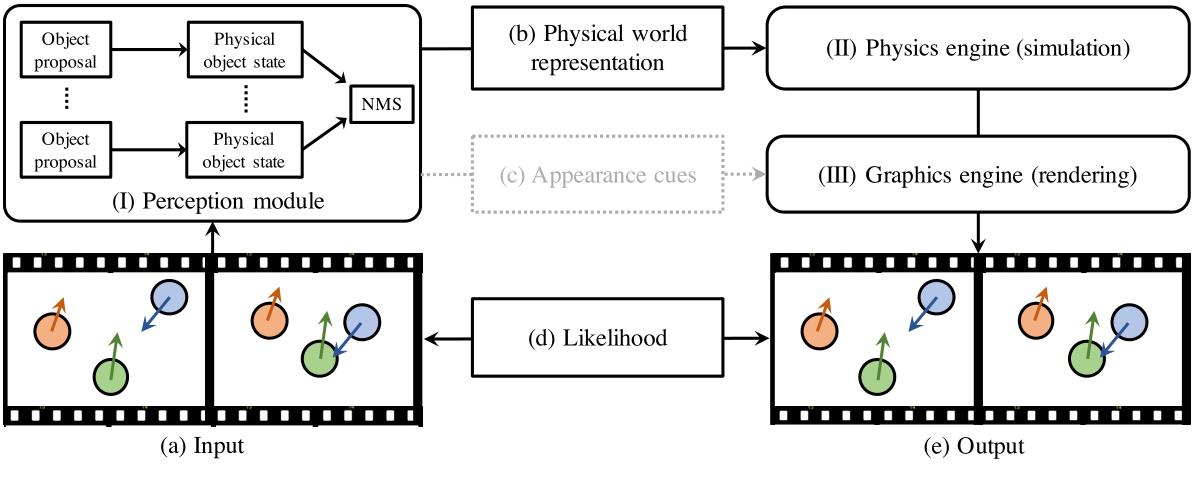 Object
proposal
Physical
object state
NMS
Object
proposal
Physical
object state
(I) Perception module
(b) Physical world
representation
(II) Physics engine (simulation)
(c) Appearance cues
(III) Graphics engine (rendering)
(d) Likelihood
(a) Input
(e) Output